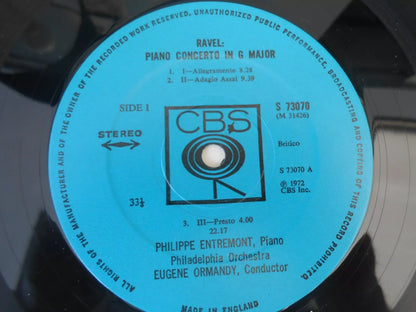 ALL RIGHTS OF THE MANUFACTURER AND OF THE OWNER OF THE RECORDED WORK RESERVED. UNAUTHORIZED PUBLIC PERFORMANCE, BROADCASTING AND COPYING OF THIS RECORD PROHIBITED.
RAVEL:
PIANO CONCERTO IN G MAJOR
1. I—Allegramente 8.28
2. II—Adagio Assai 9.39
SIDE 1
S 73070
(M 31426)
STEREO
CBS
Britico
S 73070 A
℗ 1972
CBS Inc.
33⅓
3. III—Presto 4.00
22.17
PHILIPPE ENTREMONT, Piano
Philadelphia Orchestra
EUGENE ORMANDY, Conductor
MADE IN ENGLAND